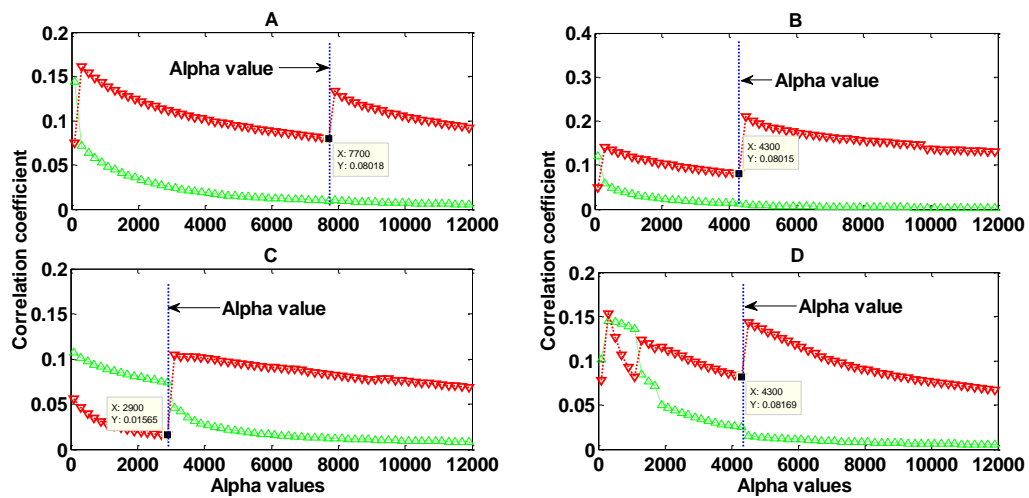 A
Correlation coefficient
0.2
0.15
0.1
0.05
0
Alpha value
X: 7700
Y: 0.08018
0 2000 4000 6000 8000 10000 12000
B
Correlation coefficient
0.4
0.3
0.2
0.1
0
Alpha value
X: 4300
Y: 0.08015
0 2000 4000 6000 8000 10000 12000
C
0.2
0.15
0.1
0.05
0
Alpha value
X: 2900
Y: 0.01565
0 2000 4000 6000 8000 10000 12000
Alpha values
D
0.2
0.15
0.1
0.05
0
Alpha value
X: 4300
Y: 0.08169
0 2000 4000 6000 8000 10000 12000
Alpha values